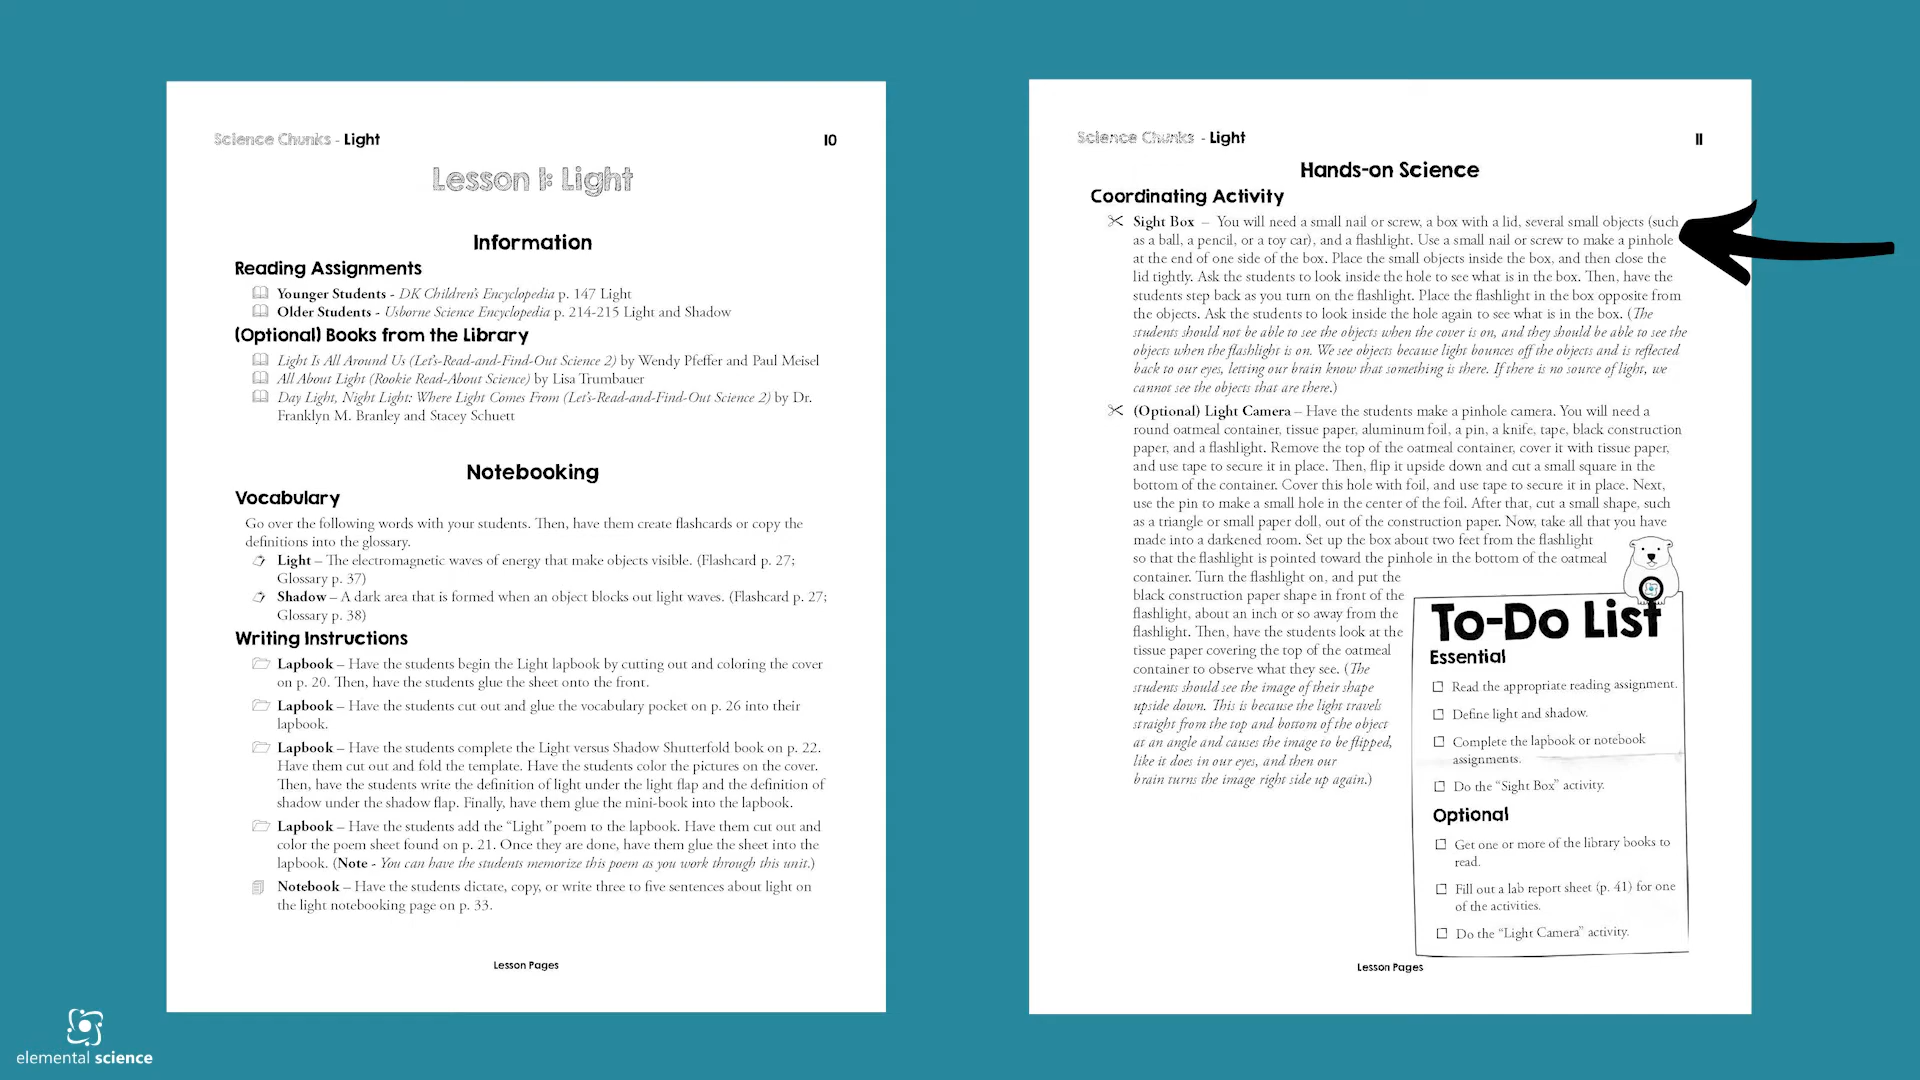 Science Chunks - Light
10
Lesson 1: Light
Information
Reading Assignments
Younger Students - DK Children's Encyclopedia p. 147 Light
Older Students - Usborne Science Encyclopedia p. 214-215 Light and Shadow
(Optional) Books from the Library
Light Is All Around Us (Let's-Read-and-Find-Out Science 2) by Wendy Pfeffer and Paul Meisel
All About Light (Rookie Read-About Science) by Lisa Trumbauer
Day Light, Night Light: Where Light Comes From (Let's-Read-and-Find-Out Science 2) by Dr.
Franklyn M. Branley and Stacey Schuett
Notebooking
Vocabulary
Go over the following words with your students. Then, have them create flashcards or copy the
definitions into the glossary.
Light – The electromagnetic waves of energy that make objects visible. (Flashcard p. 27;
Glossary p. 37)
Shadow – A dark area that is formed when an object blocks out light waves. (Flashcard p. 27;
Glossary p. 38)
Writing Instructions
Lapbook – Have the students begin the Light lapbook by cutting out and coloring the cover
on p. 20. Then, have the students glue the sheet onto the front.
Lapbook – Have the students cut out and glue the vocabulary pocket on p. 26 into their
lapbook.
Lapbook – Have the students complete the Light versus Shadow Shutterfold book on p. 22.
Have them cut out and fold the template. Have the students color the pictures on the cover.
Then, have the students write the definition of light under the light flap and the definition of
shadow under the shadow flap. Finally, have them glue the mini-book into the lapbook.
Lapbook – Have the students add the “Light” poem to the lapbook. Have them cut out and
color the poem sheet found on p. 21. Once they are done, have them glue the sheet into the
lapbook. (Note - You can have the students memorize this poem as you work through this unit.)
Notebook – Have the students dictate, copy, or write three to five sentences about light on
the light notebooking page on p. 33.
Lesson Pages
Science Chunks - Light
11
Hands-on Science
Coordinating Activity
Sight Box – You will need a small nail or screw, a box with a lid, several small objects (such
as a ball, a pencil, or a toy car), and a flashlight. Use a small nail or screw to make a pinhole
at the end of one side of the box. Place the small objects inside the box, and then close the
lid tightly. Ask the students to look inside the hole to see what is in the box. Then, have the
students step back as you turn on the flashlight. Place the flashlight in the box opposite from
the objects. Ask the students to look inside the hole again to see what is in the box. (The
students should not be able to see the objects when the cover is on, and they should be able to see the
objects when the flashlight is on. We see objects because light bounces off the objects and is reflected
back to our eyes, letting our brain know that something is there. If there is no source of light, we
cannot see the objects that are there.)
(Optional) Light Camera – Have the students make a pinhole camera. You will need a
round oatmeal container, tissue paper, aluminum foil, a pin, a knife, tape, black construction
paper, and a flashlight. Remove the top of the oatmeal container, cover it with tissue paper,
and use tape to secure it in place. Then, flip it upside down and cut a small square in the
bottom of the container. Cover this hole with foil, and use tape to secure it in place. Next,
use the pin to make a small hole in the center of the foil. After that, cut a small shape, such
as a triangle or small paper doll, out of the construction paper. Now, take all that you have
made into a darkened room. Set up the box about two feet from the flashlight
so that the flashlight is pointed toward the pinhole in the bottom of the oatmeal
container. Turn the flashlight on, and put the
black construction paper shape in front of the
flashlight, about an inch or so away from the
flashlight. Then, have the students look at the
tissue paper covering the top of the oatmeal
container to observe what they see. (The
students should see the image of their shape
upside down. This is because the light travels
straight from the top and bottom of the object
at an angle and causes the image to be flipped,
like it does in our eyes, and then our
brain turns the image right side up again.)
To-Do List
Essential
Read the appropriate reading assignment.
Define light and shadow.
Complete the lapbook or notebook
assignments.
Do the “Sight Box” activity.
Optional
Get one or more of the library books to
read.
Fill out a lab report sheet (p. 41) for one
of the activities.
Do the “Light Camera” activity.
Lesson Pages
elemental science